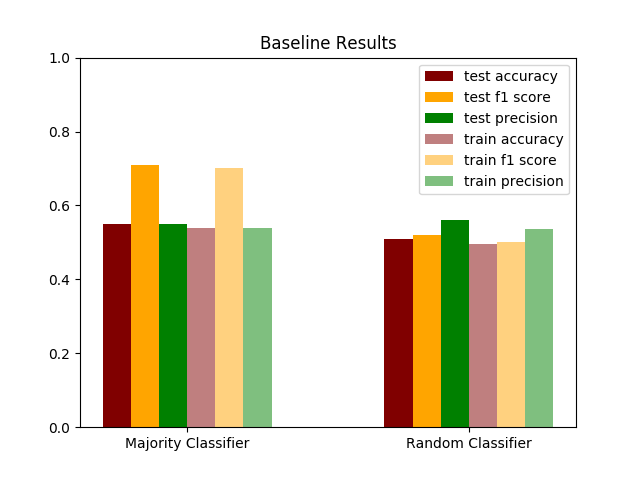 Baseline Results
1.0
0.8
0.6
0.4
0.2
0.0
test accuracy
test f1 score
test precision
train accuracy
train f1 score
train precision
Majority Classifier
Random Classifier